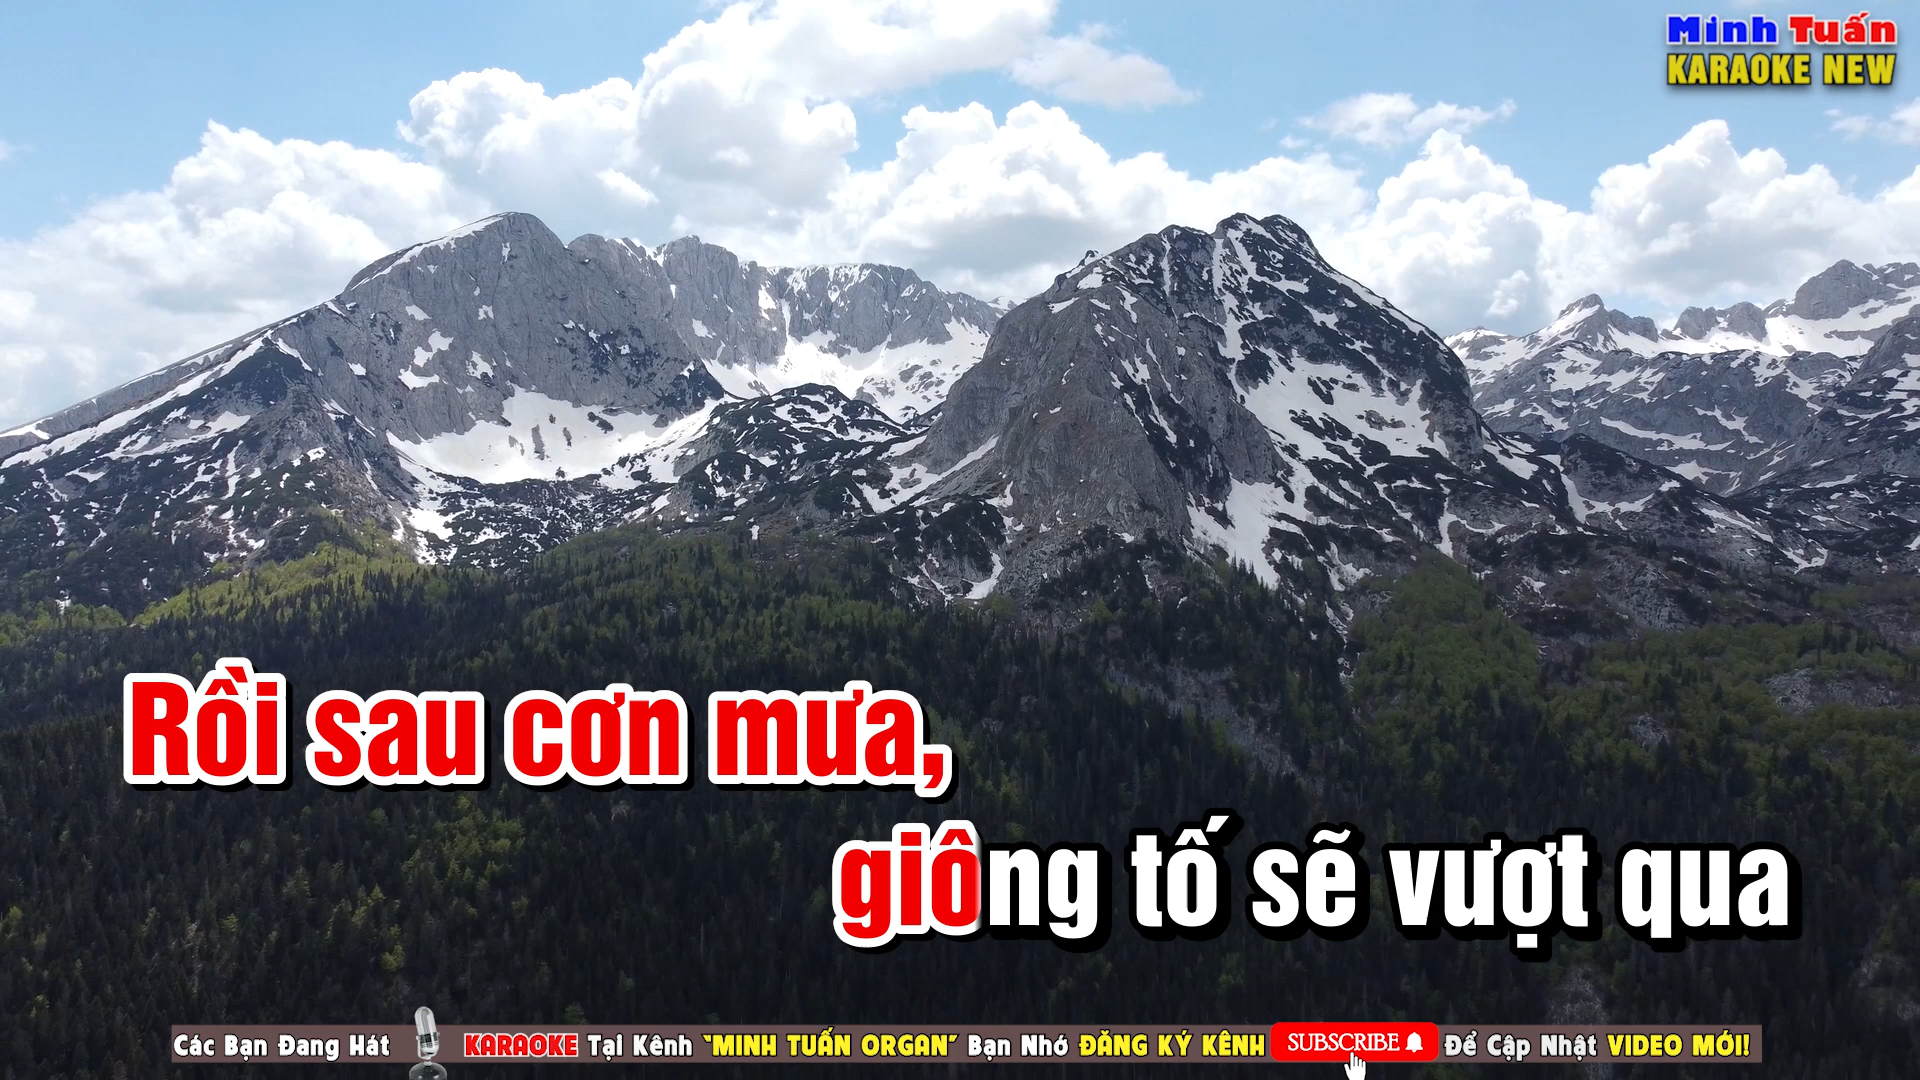 Minh Tuấn
KARAOKE NEW
Rồi sau cơn mưa,
giông tố sẽ vượt qua
Các Bạn Đang Hát KARAOKE Tại Kênh "MINH TUẤN ORGAN" Bạn Nhớ ĐĂNG KÝ KÊNH SUBSCRIBE Để Cập Nhật VIDEO MỚI!